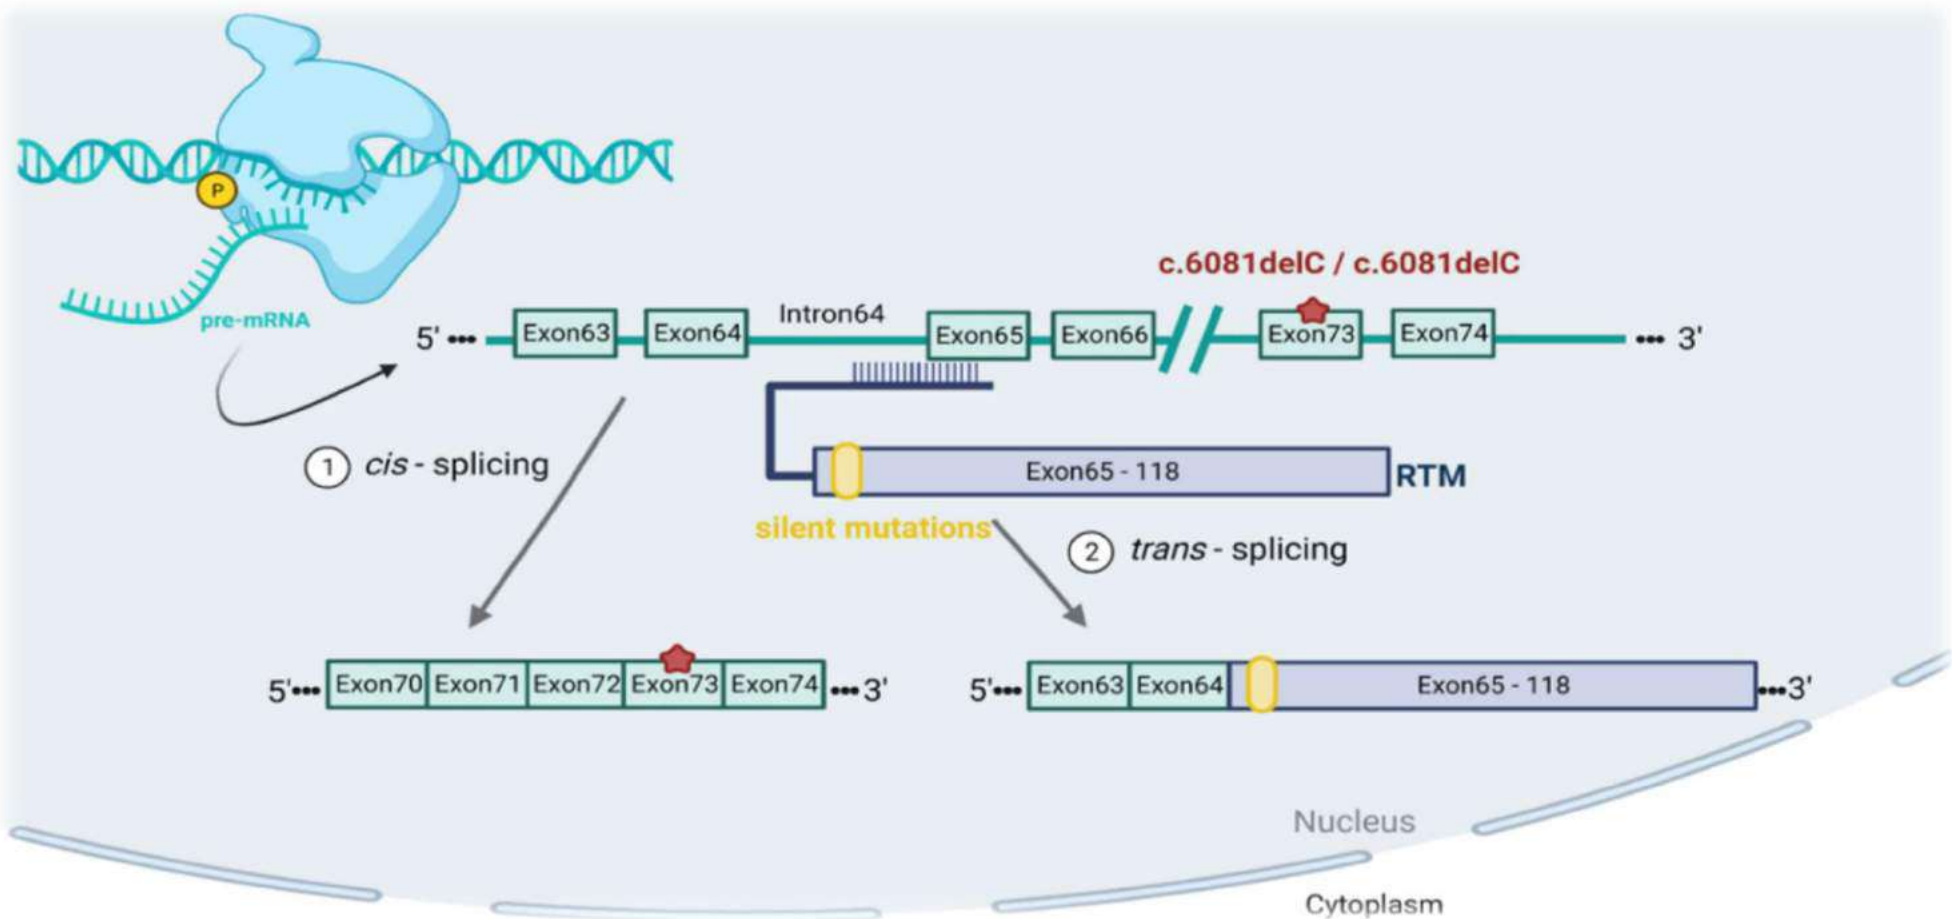 P
pre-mRNA
c.6081delC / c.6081delC
5' ••• Exon63 Exon64 Intron64 Exon65 Exon66 Exon73 Exon74 ••• 3'
1 cis - splicing
Exon65 - 118 RTM
silent mutations
2 trans - splicing
5'••• Exon70 Exon71 Exon72 Exon73 Exon74 •••3'
5'••• Exon63 Exon64 Exon65 - 118 •••3'
Nucleus
Cytoplasm